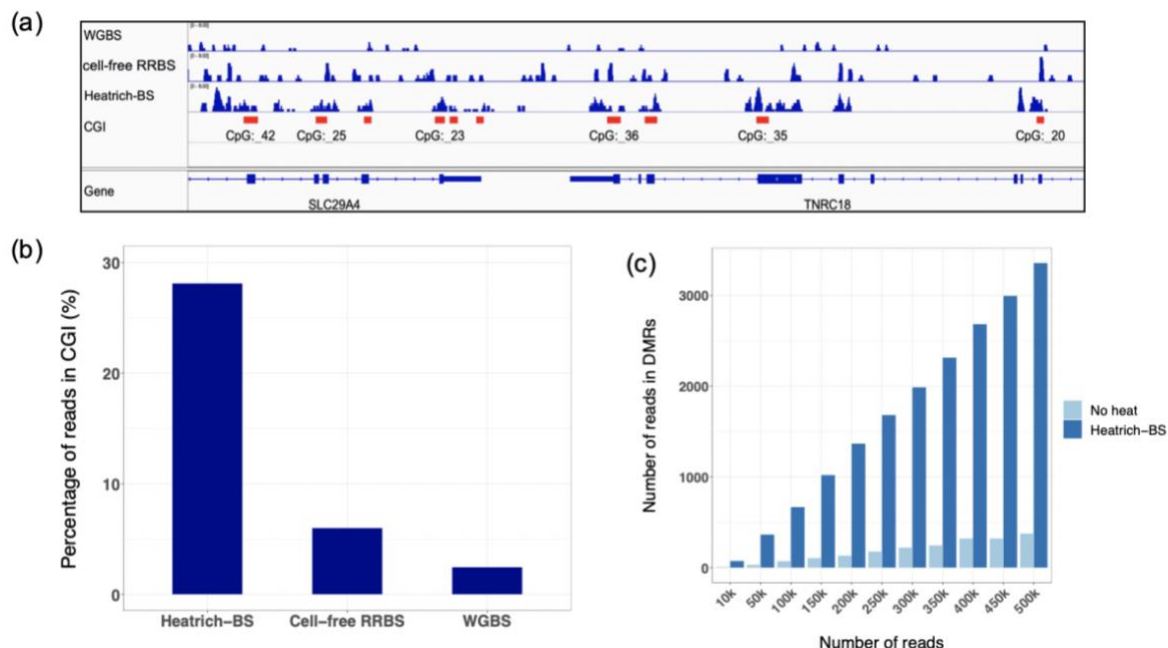 (a)
WGBS
cell-free RRBS
Heatrich-BS
CGI
CpG:_42 CpG:_25 CpG:_23 CpG:_36 CpG:_35 CpG:_20
Gene
SLC29A4 TNRC18
(b)
Percentage of reads in CGI (%)
30
20
10
0
Heatrich–BS Cell–free RRBS WGBS
(c)
Number of reads in DMRs
3000
2000
1000
0
10k 50k 100k 150k 200k 250k 300k 350k 400k 450k 500k
Number of reads
No heat
Heatrich–BS